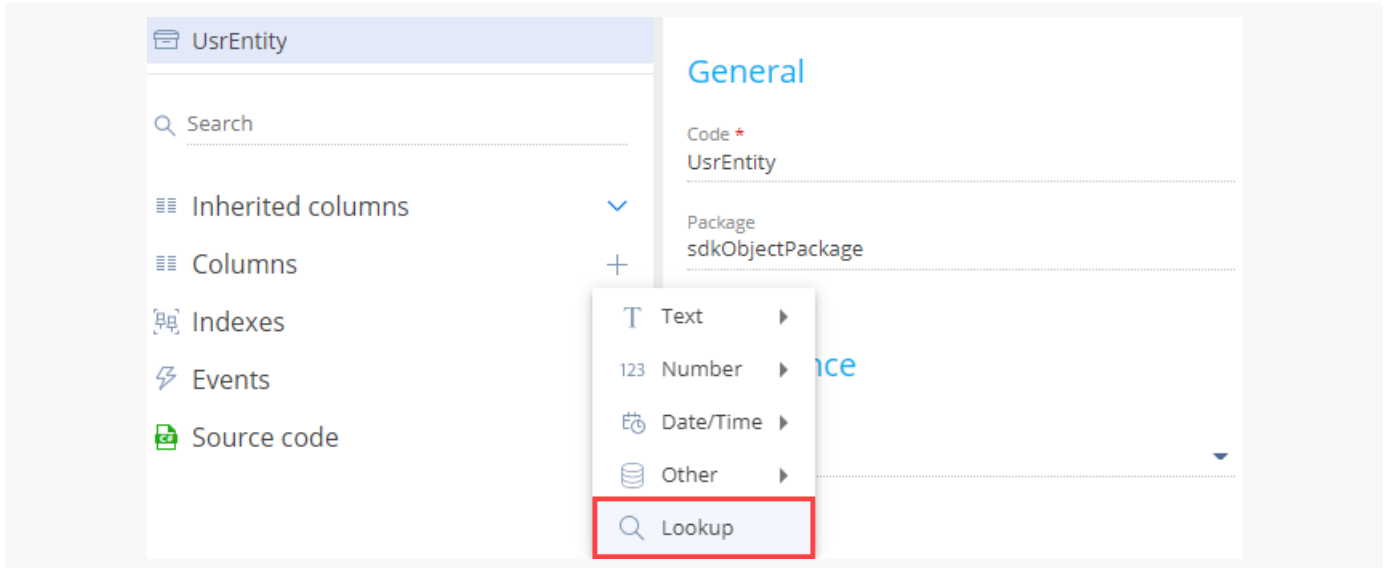 UsrEntity
Search
Inherited columns
Columns
Indexes
Events
Source code
General
Code *
UsrEntity
Package
sdkObjectPackage
T Text
123 Number
Date/Time
Other
Lookup